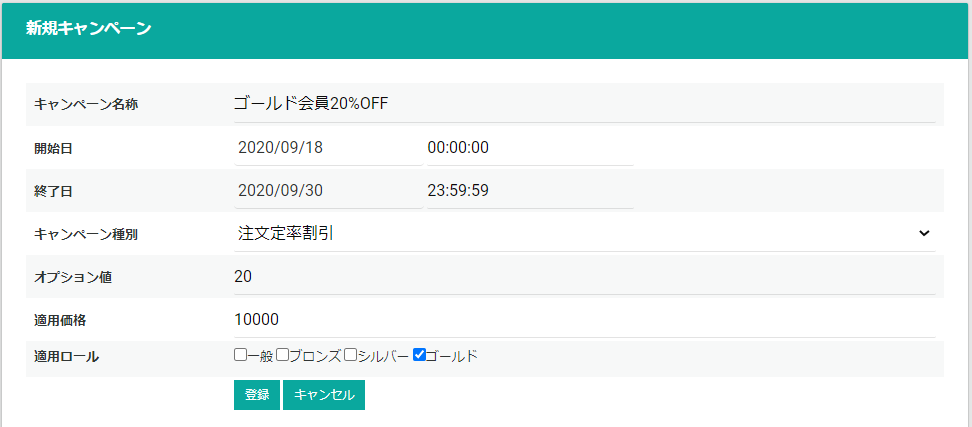 新規キャンペーン
キャンペーン名称 ゴールド会員20%OFF
開始日 2020/09/18 00:00:00
終了日 2020/09/30 23:59:59
キャンペーン種別 注文定率割引
オプション値 20
適用価格 10000
適用ロール 一般 ブロンズ シルバー ゴールド
登録 キャンセル